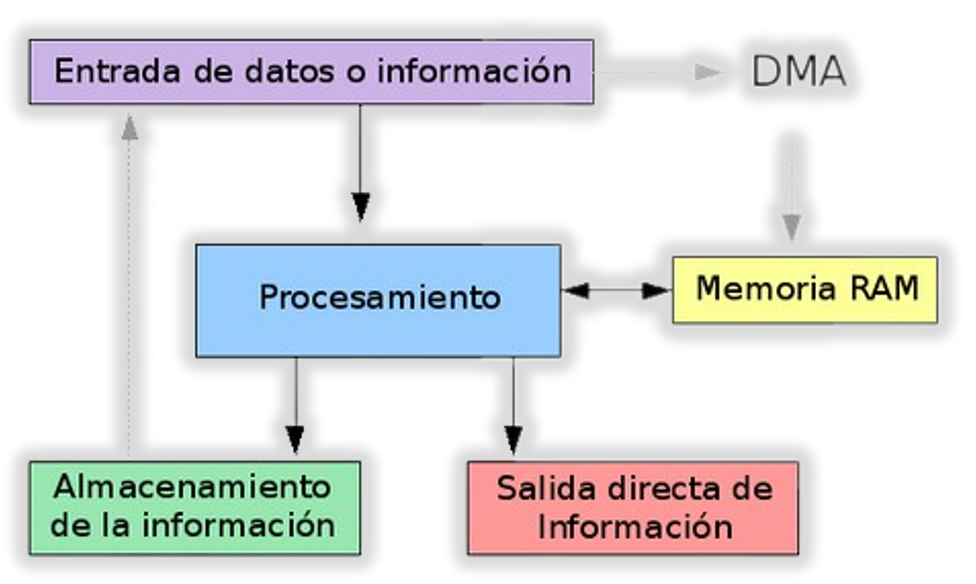 Entrada de datos o información
DMA
Procesamiento
Memoria RAM
Almacenamiento
de la información
Salida directa de
Información